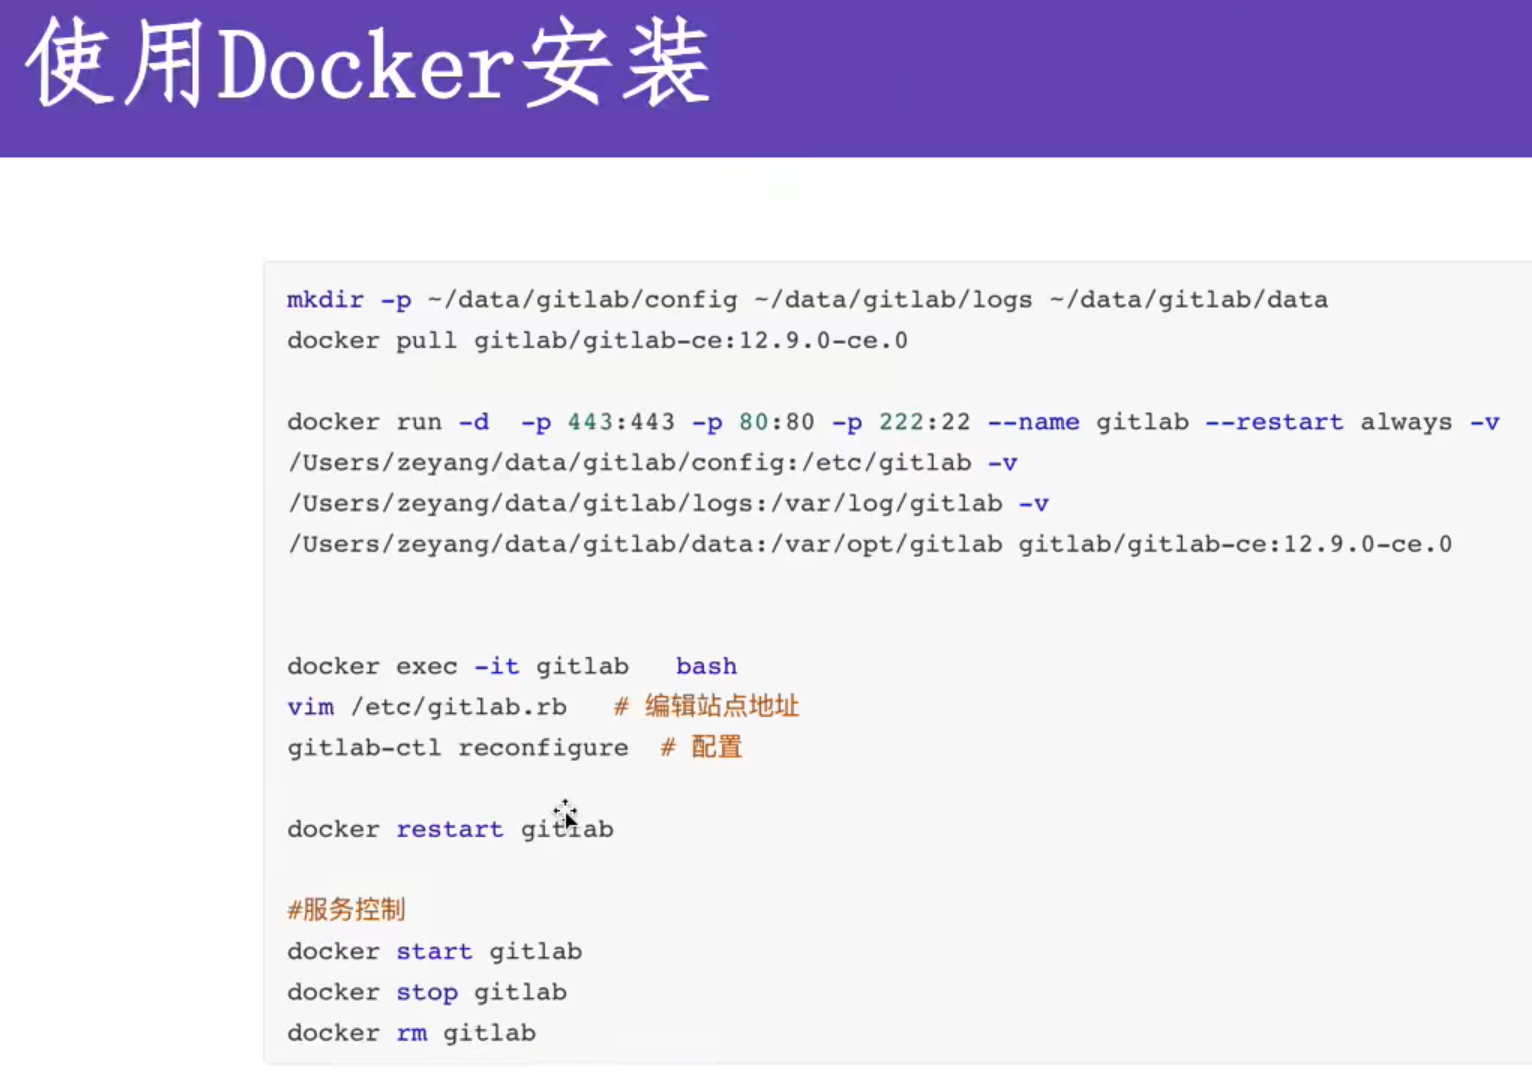 使用Docker安装
mkdir -p ~/data/gitlab/config ~/data/gitlab/logs ~/data/gitlab/data
docker pull gitlab/gitlab-ce:12.9.0-ce.0
docker run -d  -p 443:443 -p 80:80 -p 222:22 --name gitlab --restart always -v
/Users/zeyang/data/gitlab/config:/etc/gitlab -v
/Users/zeyang/data/gitlab/logs:/var/log/gitlab -v
/Users/zeyang/data/gitlab/data:/var/opt/gitlab gitlab/gitlab-ce:12.9.0-ce.0
docker exec -it gitlab   bash
vim /etc/gitlab.rb   # 编辑站点地址
gitlab-ctl reconfigure  # 配置
docker restart gitlab
#服务控制
docker start gitlab
docker stop gitlab
docker rm gitlab